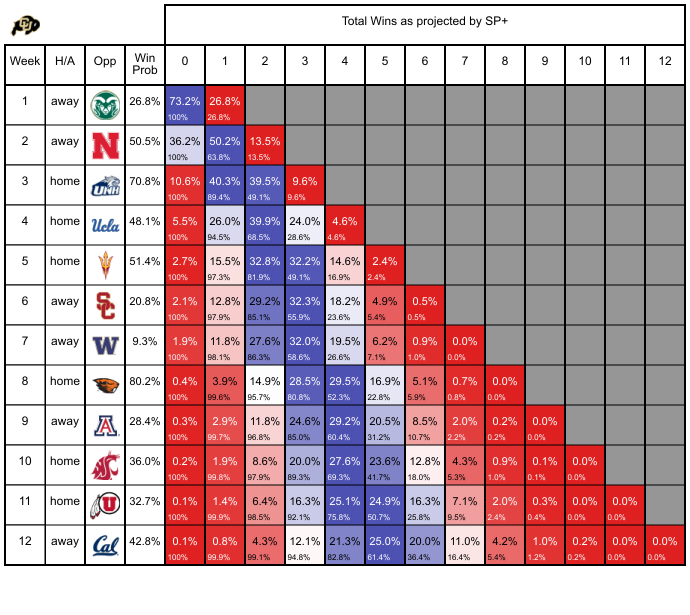 Total Wins as projected by SP+
Week H/A Opp Win Prob 0 1 2 3 4 5 6 7 8 9 10 11 12
1 away 26.8% 73.2% 26.8%
100% 26.8%
2 away N 50.5% 36.2% 50.2% 13.5%
100% 63.8% 13.5%
3 home UNH 70.8% 10.6% 40.3% 39.5% 9.6%
100% 89.4% 49.1% 9.6%
4 home Ucla 48.1% 5.5% 26.0% 39.9% 24.0% 4.6%
100% 94.5% 68.5% 28.6% 4.6%
5 home 51.4% 2.7% 15.5% 32.8% 32.2% 14.6% 2.4%
100% 97.3% 81.9% 49.1% 16.9% 2.4%
6 away SC 20.8% 2.1% 12.8% 29.2% 32.3% 18.2% 4.9% 0.5%
100% 97.9% 85.1% 55.9% 23.6% 5.4% 0.5%
7 away W 9.3% 1.9% 11.8% 27.6% 32.0% 19.5% 6.2% 0.9% 0.0%
100% 98.1% 86.3% 58.6% 26.6% 7.1% 1.0% 0.0%
8 home 80.2% 0.4% 3.9% 14.9% 28.5% 29.5% 16.9% 5.1% 0.7% 0.0%
100% 99.6% 95.7% 80.8% 52.3% 22.8% 5.9% 0.8% 0.0%
9 away A 28.4% 0.3% 2.9% 11.8% 24.6% 29.2% 20.5% 8.5% 2.0% 0.2% 0.0%
100% 99.7% 96.8% 85.0% 60.4% 31.2% 10.7% 2.2% 0.2% 0.0%
10 home 36.0% 0.2% 1.9% 8.6% 20.0% 27.6% 23.6% 12.8% 4.3% 0.9% 0.1% 0.0%
100% 99.8% 97.9% 89.3% 69.3% 41.7% 18.0% 5.3% 1.0% 0.1% 0.0%
11 home U 32.7% 0.1% 1.4% 6.4% 16.3% 25.1% 24.9% 16.3% 7.1% 2.0% 0.3% 0.0% 0.0%
100% 99.9% 98.5% 92.1% 75.8% 50.7% 25.8% 9.5% 2.4% 0.4% 0.0% 0.0%
12 away Cal 42.8% 0.1% 0.8% 4.3% 12.1% 21.3% 25.0% 20.0% 11.0% 4.2% 1.0% 0.2% 0.0% 0.0%
100% 99.9% 99.1% 94.8% 82.8% 61.4% 36.4% 16.4% 5.4% 1.2% 0.2% 0.0% 0.0%